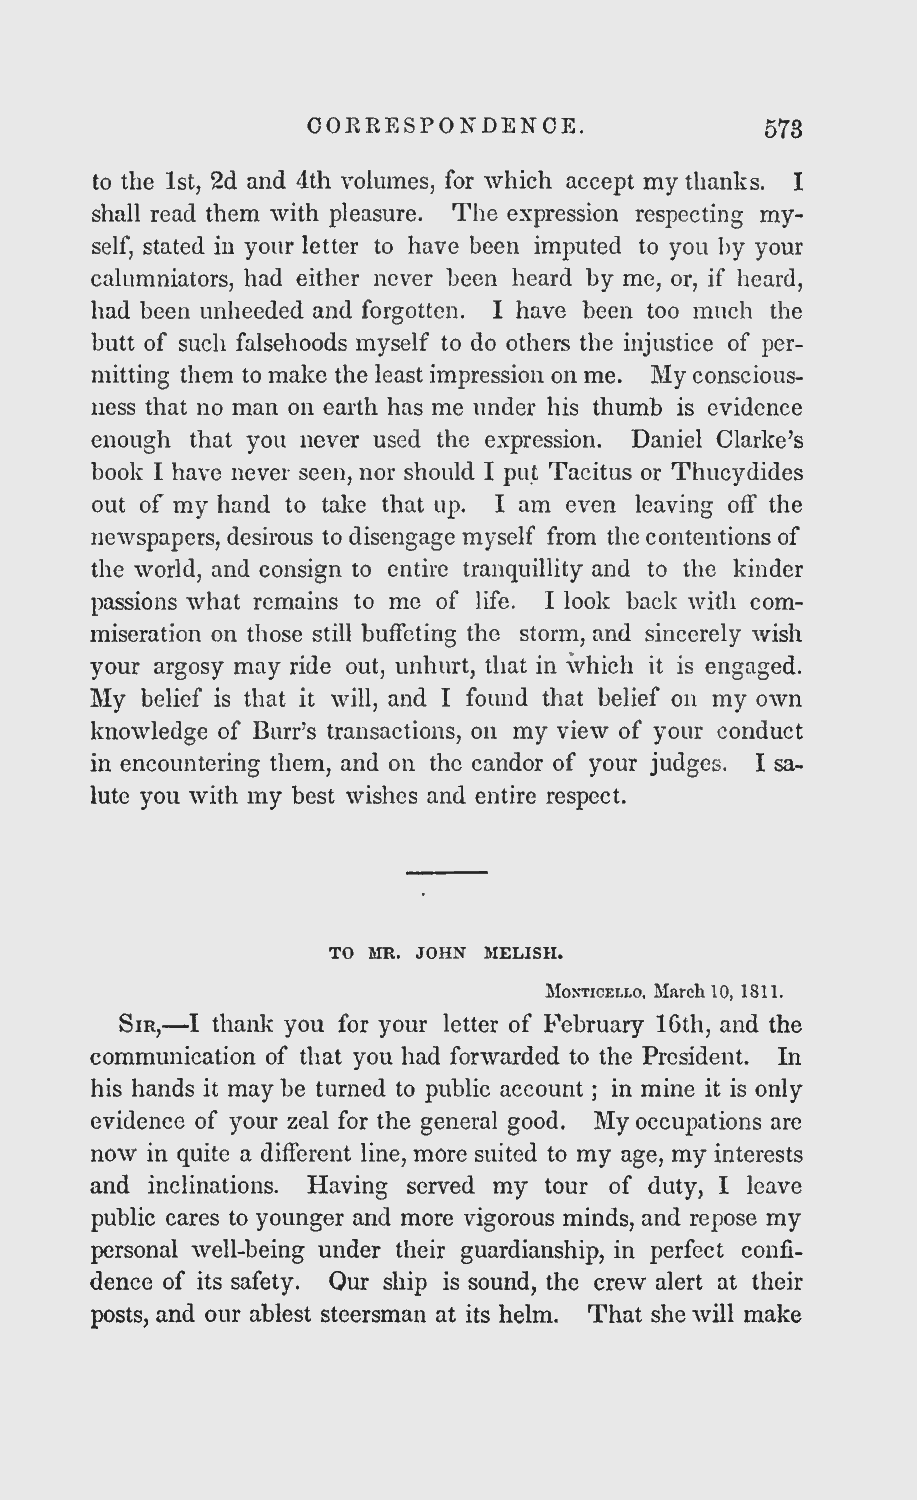 CORRESPONDENCE. 573
to the 1st, 2d and 4th volumes, for which accept my thanks. I
shall read them with pleasure. The expression respecting my-
self, stated in your letter to have been imputed to you by your
calumniators, had either never been heard by me, or, if heard,
had been unheeded and forgotten. I have been too much the
butt of such falsehoods myself to do others the injustice of per-
mitting them to make the least impression on me. My conscious-
ness that no man on earth has me under his thumb is evidence
enough that you never used the expression. Daniel Clarke's
book I have never seen, nor should I put Tacitus or Thucydides
out of my hand to take that up. I am even leaving off the
newspapers, desirous to disengage myself from the contentions of
the world, and consign to entire tranquillity and to the kinder
passions what remains to me of life. I look back with com-
miseration on those still buffeting the storm, and sincerely wish
your argosy may ride out, unhurt, that in which it is engaged.
My belief is that it will, and I found that belief on my own
knowledge of Burr's transactions, on my view of your conduct
in encountering them, and on the candor of your judges. I sa-
lute you with my best wishes and entire respect.
TO MR. JOHN MELISH.
MONTICELLO, March 10, 1811.
SIR,—I thank you for your letter of February 16th, and the
communication of that you had forwarded to the President. In
his hands it may be turned to public account; in mine it is only
evidence of your zeal for the general good. My occupations are
now in quite a different line, more suited to my age, my interests
and inclinations. Having served my tour of duty, I leave
public cares to younger and more vigorous minds, and repose my
personal well-being under their guardianship, in perfect confi-
dence of its safety. Our ship is sound, the crew alert at their
posts, and our ablest steersman at its helm. That she will make